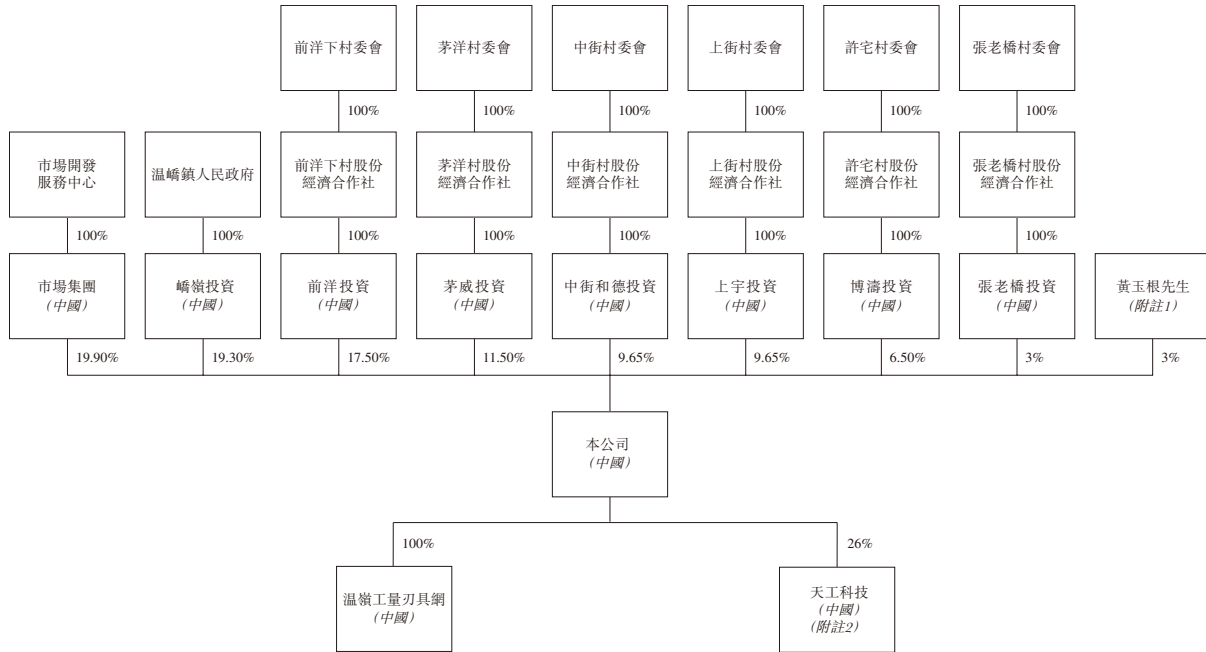 前洋下村委會
茅洋村委會
中街村委會
上街村委會
許宅村委會
張老橋村委會
100%
100%
100%
100%
100%
100%
市場開發
服務中心
温嶠鎮人民政府
前洋下村股份
經濟合作社
茅洋村股份
經濟合作社
中街村股份
經濟合作社
上街村股份
經濟合作社
許宅村股份
經濟合作社
張老橋村股份
經濟合作社
100%
100%
100%
100%
100%
100%
100%
100%
市場集團
(中國)
嶠嶺投資
(中國)
前洋投資
(中國)
茅威投資
(中國)
中街和德投資
(中國)
上宇投資
(中國)
博濤投資
(中國)
張老橋投資
(中國)
黃玉根先生
(附註1)
19.90%
19.30%
17.50%
11.50%
9.65%
9.65%
6.50%
3%
3%
本公司
(中國)
100%
26%
温嶺工量刃具網
(中國)
天工科技
(中國)
(附註2)